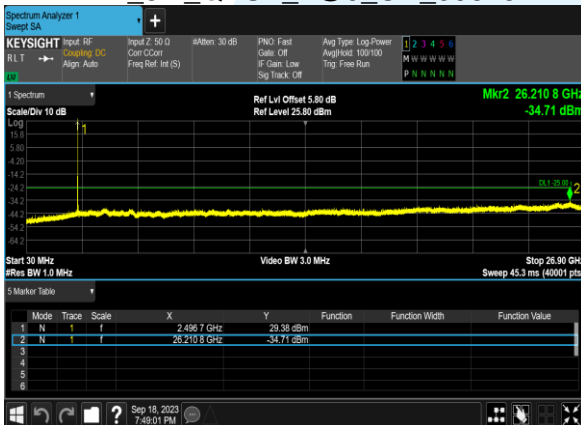 Spectrum Analyzer 1
Swept SA
KEYSIGHT
Input: RF
Coupling: DC
Align: Auto
Input Z: 50 Ω
Corr CCorr
Freq Ref: Int (S)
#Atten: 30 dB
PNO: Fast
Gate: Off
IF Gain: Low
Sig Track: Off
Avg Type: Log-Power
Avg|Hold: 100/100
Trig: Free Run
1 2 3 4 5 6
M W W W W W
P N N N N N
R L T
LU
1 Spectrum
Scale/Div 10 dB
Ref Lvl Offset 5.80 dB
Ref Level 25.80 dBm
Mkr2 26.210 8 GHz
-34.71 dBm
Log
15.8
5.80
-4.20
-14.2
-24.2
-34.2
-44.2
-54.2
-64.2
1
DL1 -25.00
2
Start 30 MHz
#Res BW 1.0 MHz
Video BW 3.0 MHz
Stop 26.90 GHz
Sweep 45.3 ms (40001 pts)
5 Marker Table
Mode Trace Scale X Y Function Function Width Function Value
1 N 1 f 2.496 7 GHz 29.38 dBm
2 N 1 f 26.210 8 GHz -34.71 dBm
3
4
5
6
?
Sep 18, 2023
7:49:01 PM